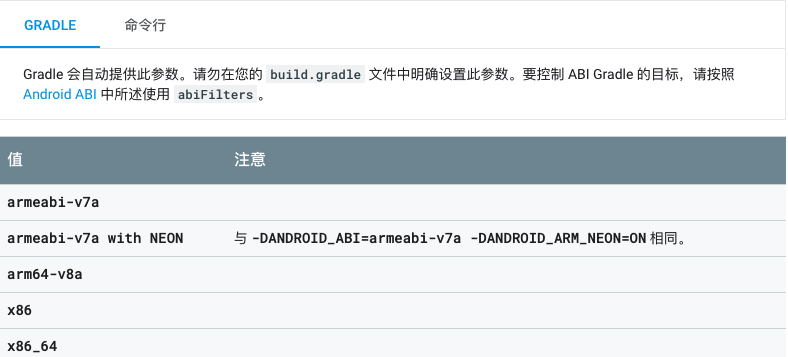 GRADLE 命令行
Gradle 会自动提供此参数。请勿在您的 build.gradle 文件中明确设置此参数。要控制 ABI Gradle 的目标，请按照
Android ABI 中所述使用 abiFilters 。
值 注意
armeabi-v7a
armeabi-v7a with NEON 与 -DANDROID_ABI=armeabi-v7a -DANDROID_ARM_NEON=ON 相同。
arm64-v8a
x86
x86_64